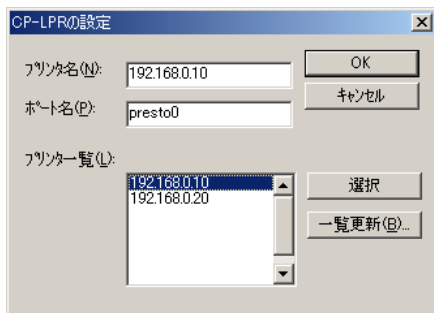 CP-LPRの設定
ﾌﾟﾘﾝﾀ名(N):
192.168.0.10
OK
ｷｬﾝｾﾙ
ﾎﾟｰﾄ名(P):
presto0
ﾌﾟﾘﾝﾀ一覧(L):
192.168.0.10
192.168.0.20
選択
一覧更新(B)...